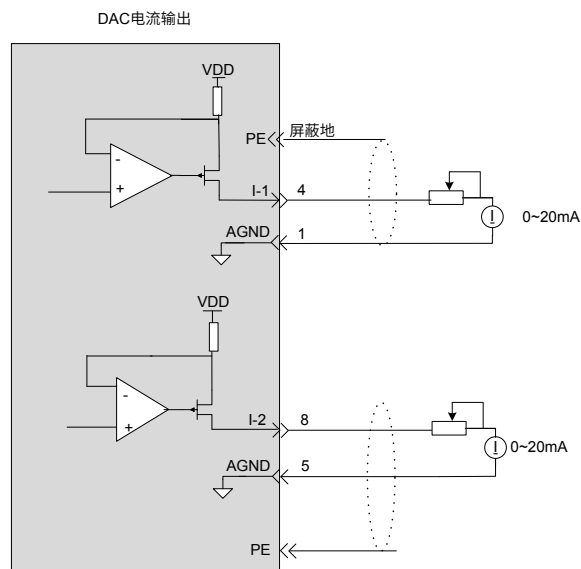 DAC电流输出
VDD
PE
屏蔽地
-
+
I-1
4
I
0~20mA
AGND
1
VDD
-
+
I-2
8
I
0~20mA
AGND
5
PE